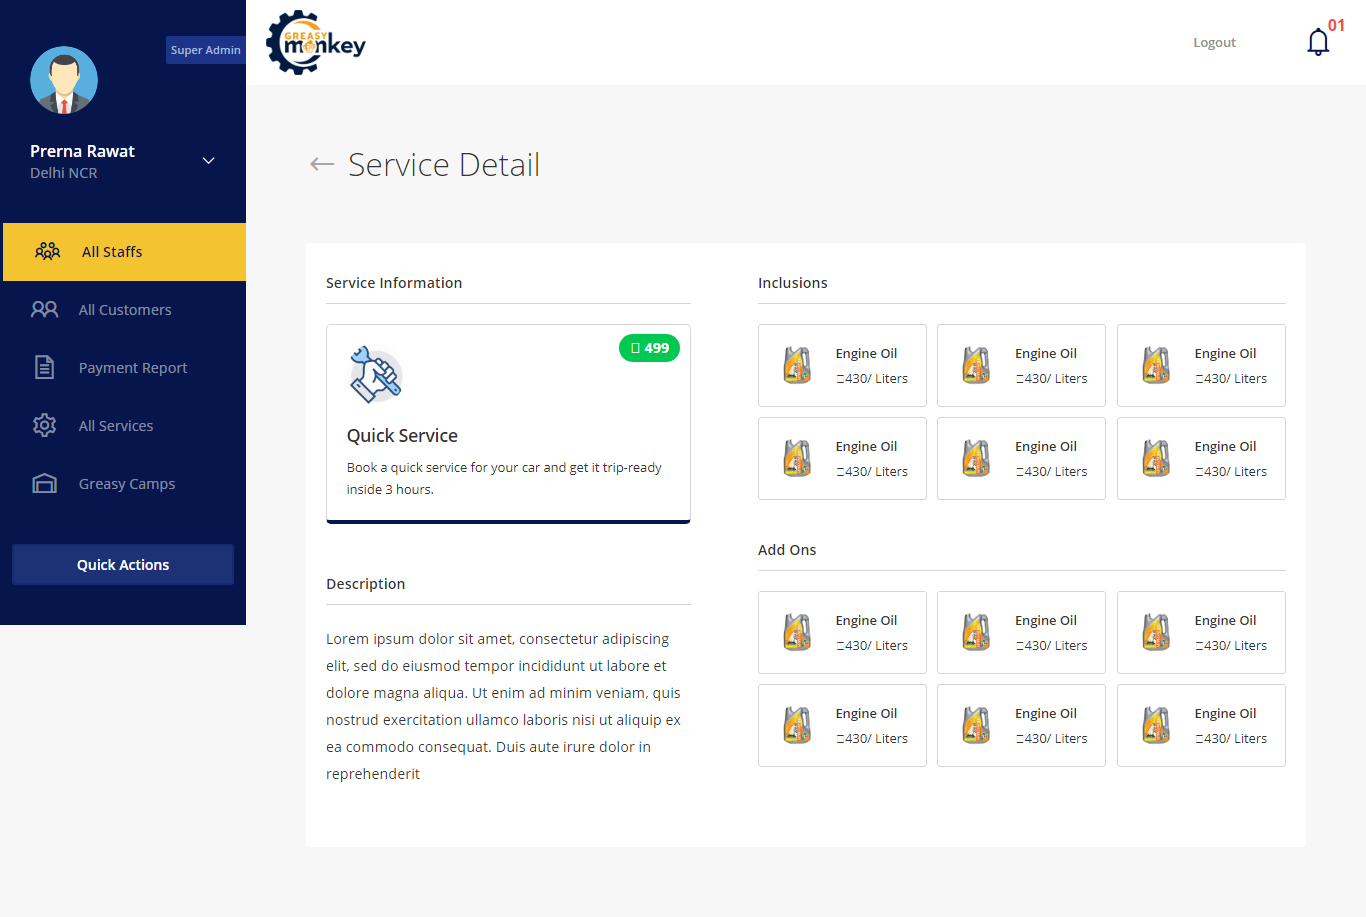 Super Admin
Prerna Rawat
Delhi NCR
All Staffs
All Customers
Payment Report
All Services
Greasy Camps
Quick Actions
GREASY
monkey
Logout
01
Service Detail
Service Information
499
Quick Service
Book a quick service for your car and get it trip-ready
inside 3 hours.
Description
Lorem ipsum dolor sit amet, consectetur adipiscing
elit, sed do eiusmod tempor incididunt ut labore et
dolore magna aliqua. Ut enim ad minim veniam, quis
nostrud exercitation ullamco laboris nisi ut aliquip ex
ea commodo consequat. Duis aute irure dolor in
reprehenderit
Inclusions
Engine Oil
430/ Liters
Engine Oil
430/ Liters
Engine Oil
430/ Liters
Engine Oil
430/ Liters
Engine Oil
430/ Liters
Engine Oil
430/ Liters
Add Ons
Engine Oil
430/ Liters
Engine Oil
430/ Liters
Engine Oil
430/ Liters
Engine Oil
430/ Liters
Engine Oil
430/ Liters
Engine Oil
430/ Liters